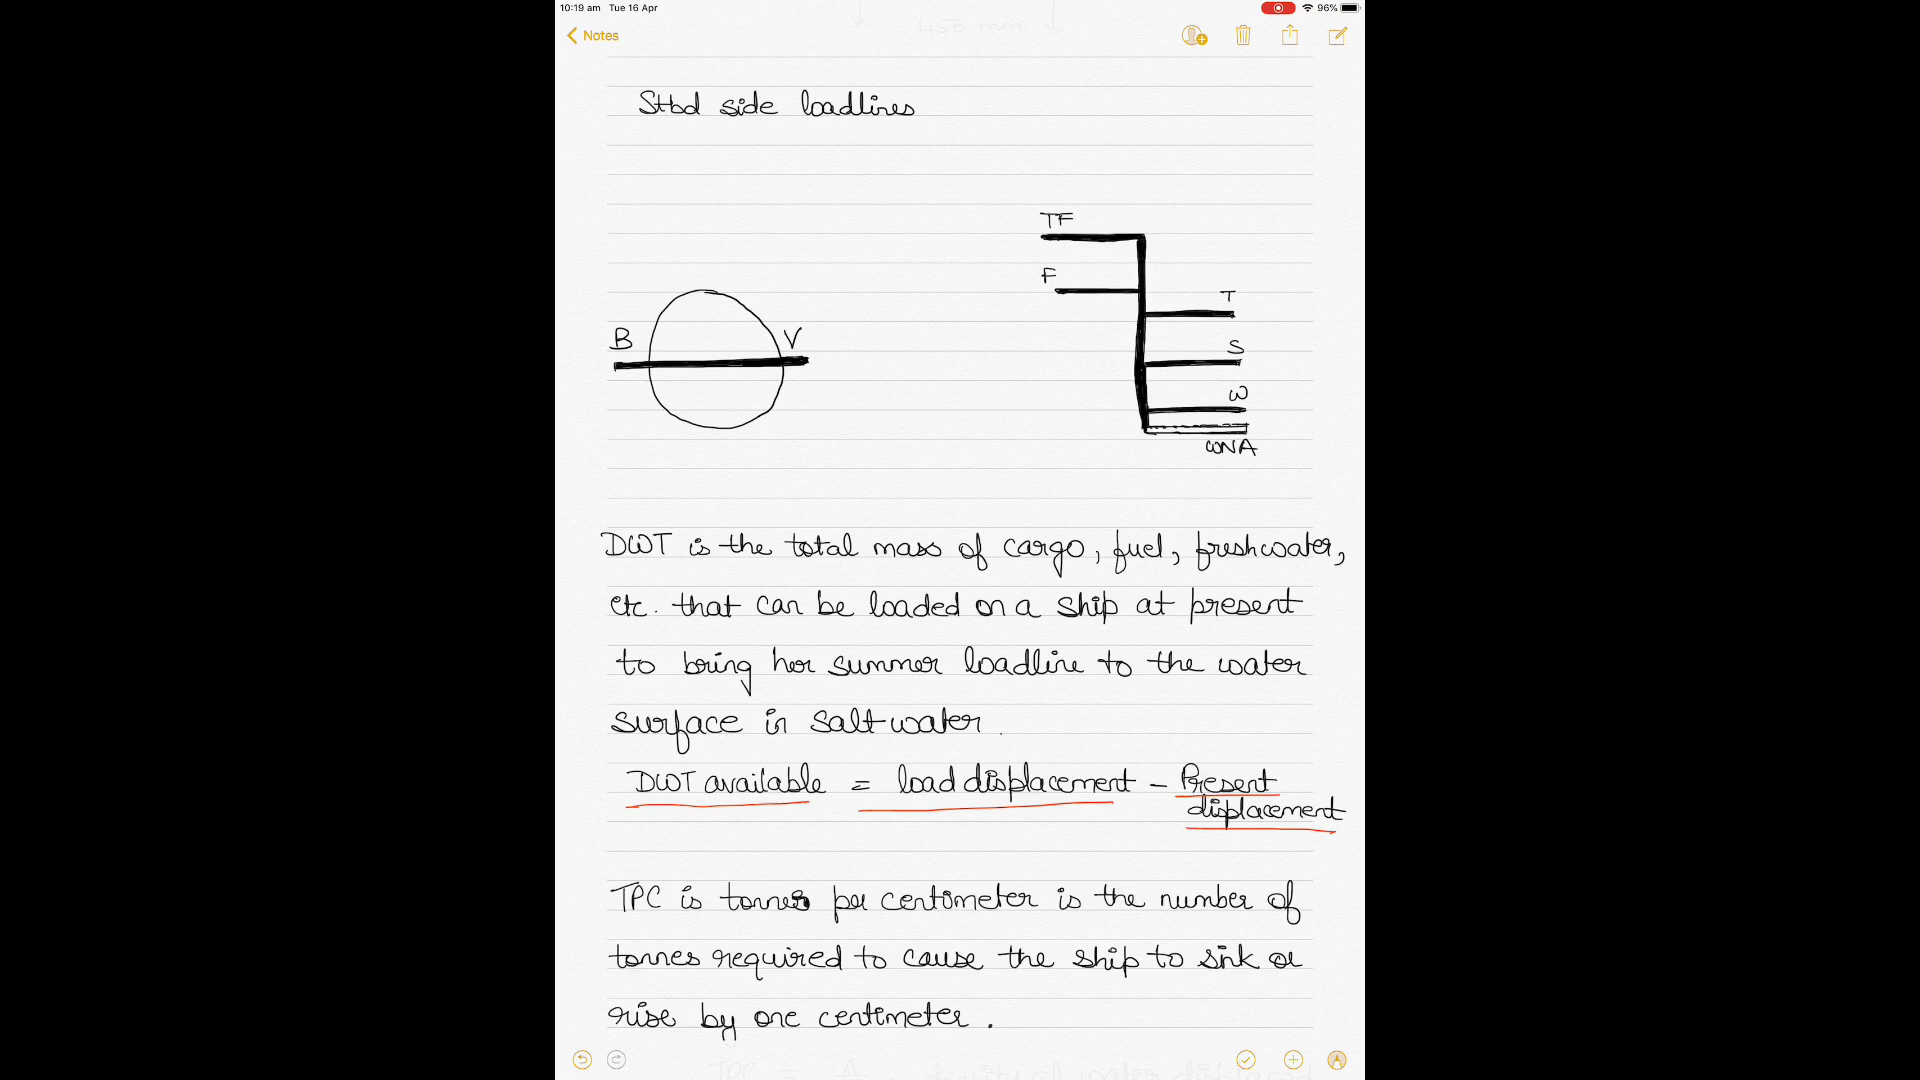 10:19 am Tue 16 Apr
96%
Notes
Stbd side loadlines
TF
F
T
B V
S
W
WNA
DWT is the total mass of cargo, fuel, freshwater,
etc. that can be loaded on a ship at present
to bring her summer loadline to the water
surface in salt water.
DWT available = load displacement - Present
displacement
TPC is tonnes per centimeter is the number of
tonnes required to cause the ship to sink or
rise by one centimeter.